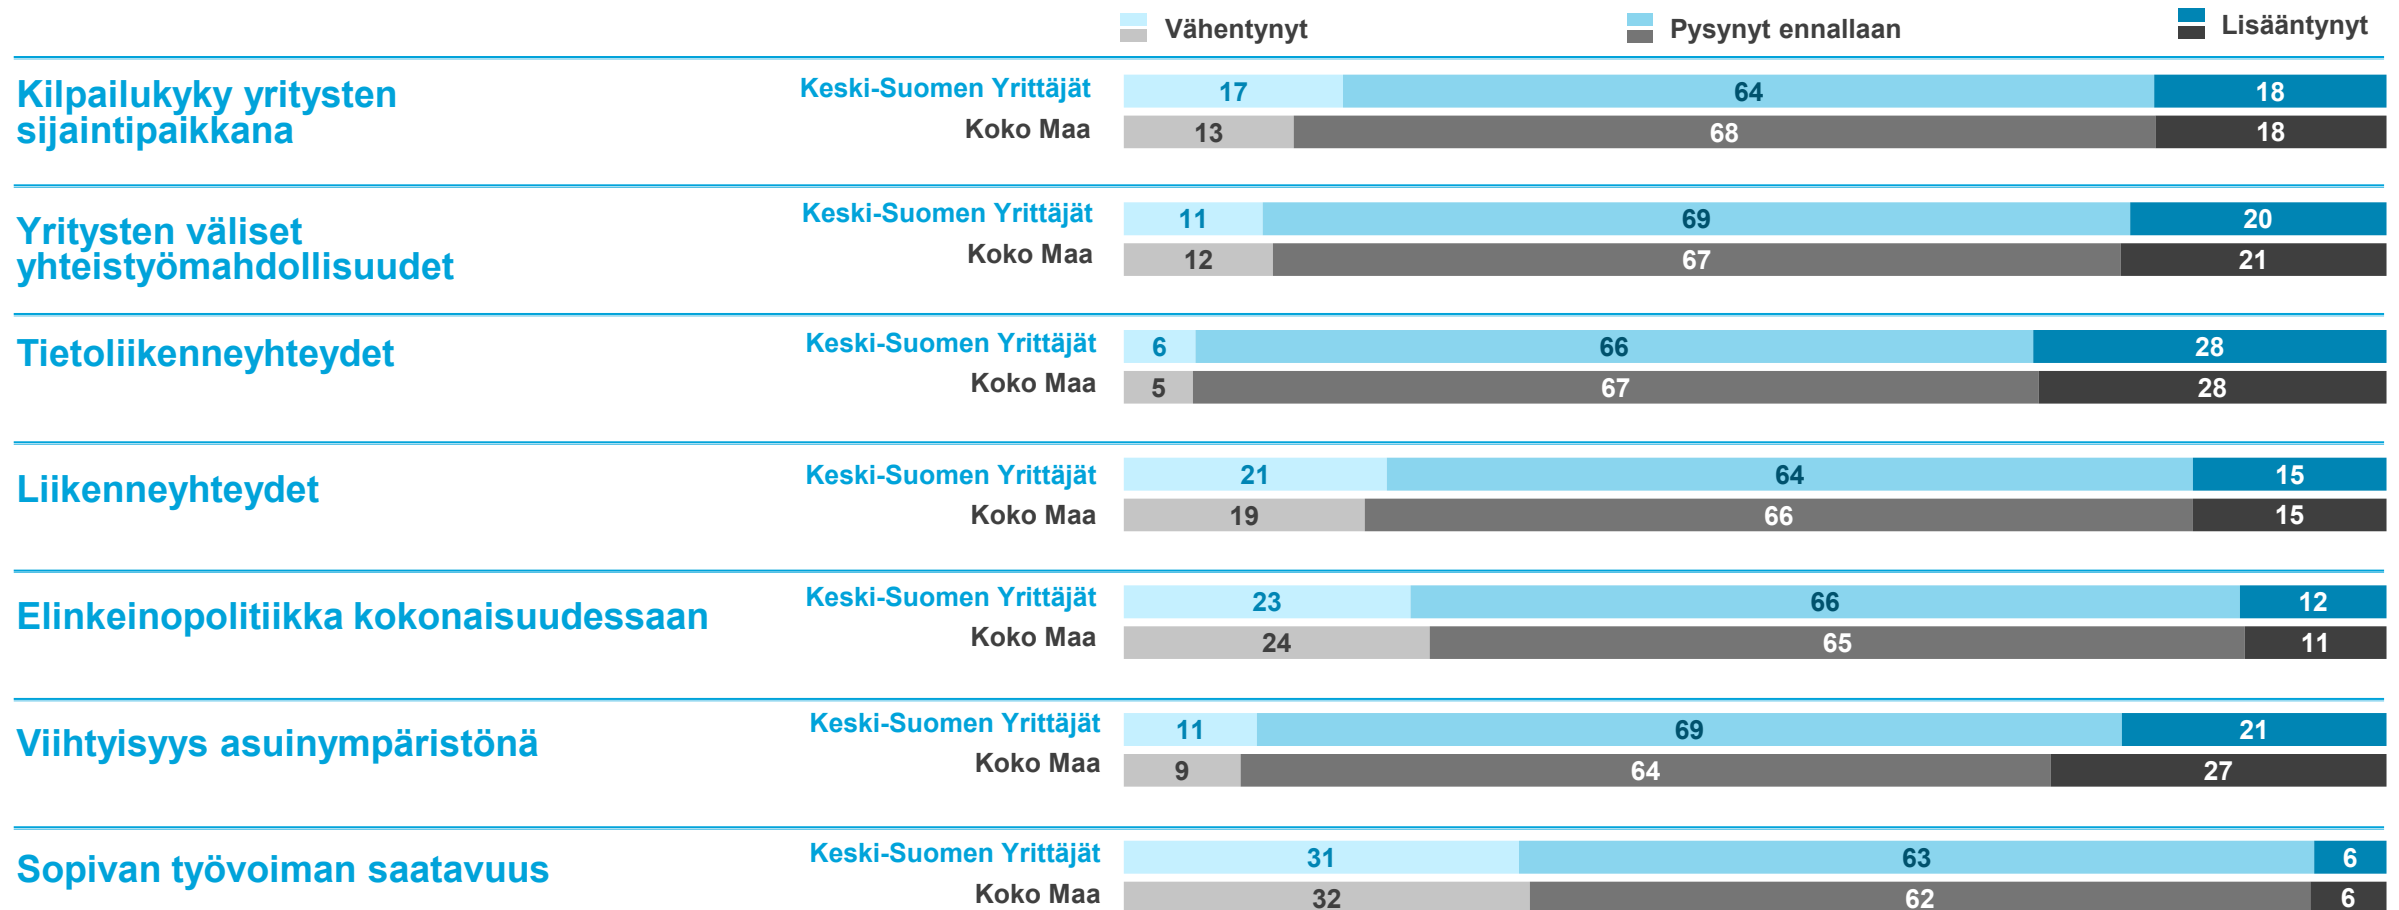 Vähentynyt Pysynyt ennallaan Lisääntynyt
Kilpailukyky yritysten
sijaintipaikkana
Keski-Suomen Yrittäjät 17 64 18
Koko Maa 13 68 18
Yritysten väliset
yhteistyömahdollisuudet
Keski-Suomen Yrittäjät 11 69 20
Koko Maa 12 67 21
Tietoliikenneyhteydet
Keski-Suomen Yrittäjät 6 66 28
Koko Maa 5 67 28
Liikenneyhteydet
Keski-Suomen Yrittäjät 21 64 15
Koko Maa 19 66 15
Elinkeinopolitiikka kokonaisuudessaan
Keski-Suomen Yrittäjät 23 66 12
Koko Maa 24 65 11
Viihtyisyys asuinympäristönä
Keski-Suomen Yrittäjät 11 69 21
Koko Maa 9 64 27
Sopivan työvoiman saatavuus
Keski-Suomen Yrittäjät 31 63 6
Koko Maa 32 62 6